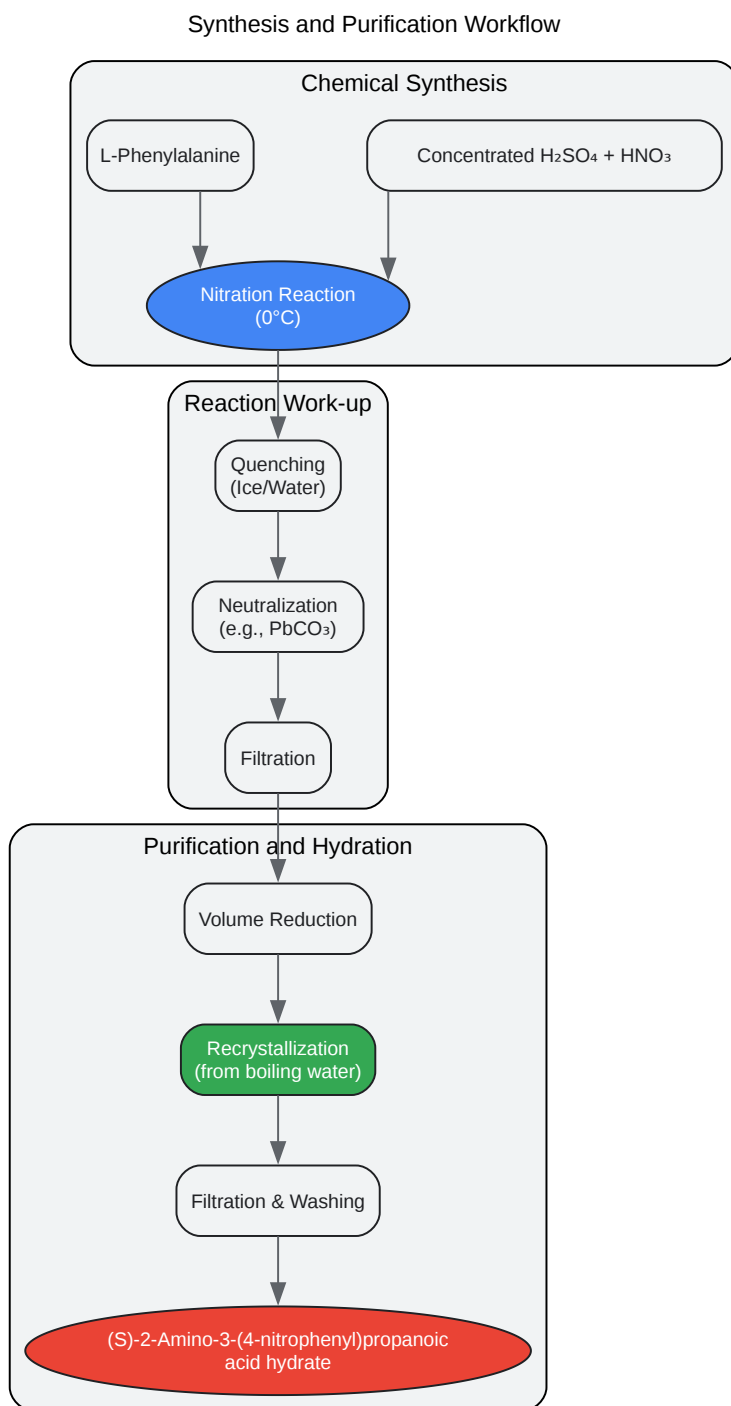 Synthesis and Purification Workflow
Chemical Synthesis
L-Phenylalanine
Concentrated H₂SO₄ + HNO₃
Nitration Reaction
(0°C)
Reaction Work-up
Quenching
(Ice/Water)
Neutralization
(e.g., PbCO₃)
Filtration
Purification and Hydration
Volume Reduction
Recrystallization
(from boiling water)
Filtration & Washing
(S)-2-Amino-3-(4-nitrophenyl)propanoic
acid hydrate